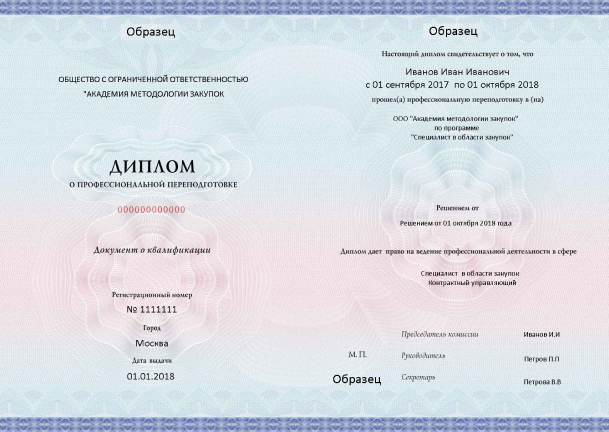 Образец
ОБЩЕСТВО С ОГРАНИЧЕННОЙ ОТВЕТСТВЕННОСТЬЮ
"АКАДЕМИЯ МЕТОДОЛОГИИ ЗАКУПОК
ДИПЛОМ
О ПРОФЕССИОНАЛЬНОЙ ПЕРЕПОДГОТОВКЕ
000000000000
Документ о квалификации
Регистрационный номер
№ 1111111
Город
Москва
Дата выдачи
01.01.2018
Образец
Настоящий диплом свидетельствует о том, что
Иванов Иван Иванович
с 01 сентября 2017 по 01 октября 2018
прошел(а) профессиональную переподготовку в (на)
ООО "Академия методологии закупок"
по программе
"Специалист в области закупок"
Решением от
Решением от 01 октября 2018 года
Диплом дает право на ведение профессиональной деятельности в сфере
Специалист в области закупок
Контрактный управляющий
Председатель комиссии Иванов И.И
М. П. Руководитель Петров П.П
Образец Секретарь Петрова В.В